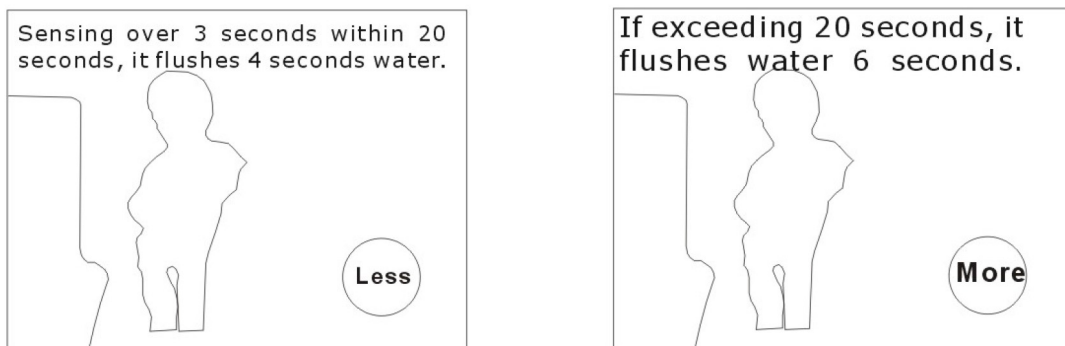 Sensing over 3 seconds within 20
seconds, it flushes 4 seconds water.
Less
If exceeding 20 seconds, it
flushes water 6 seconds.
More